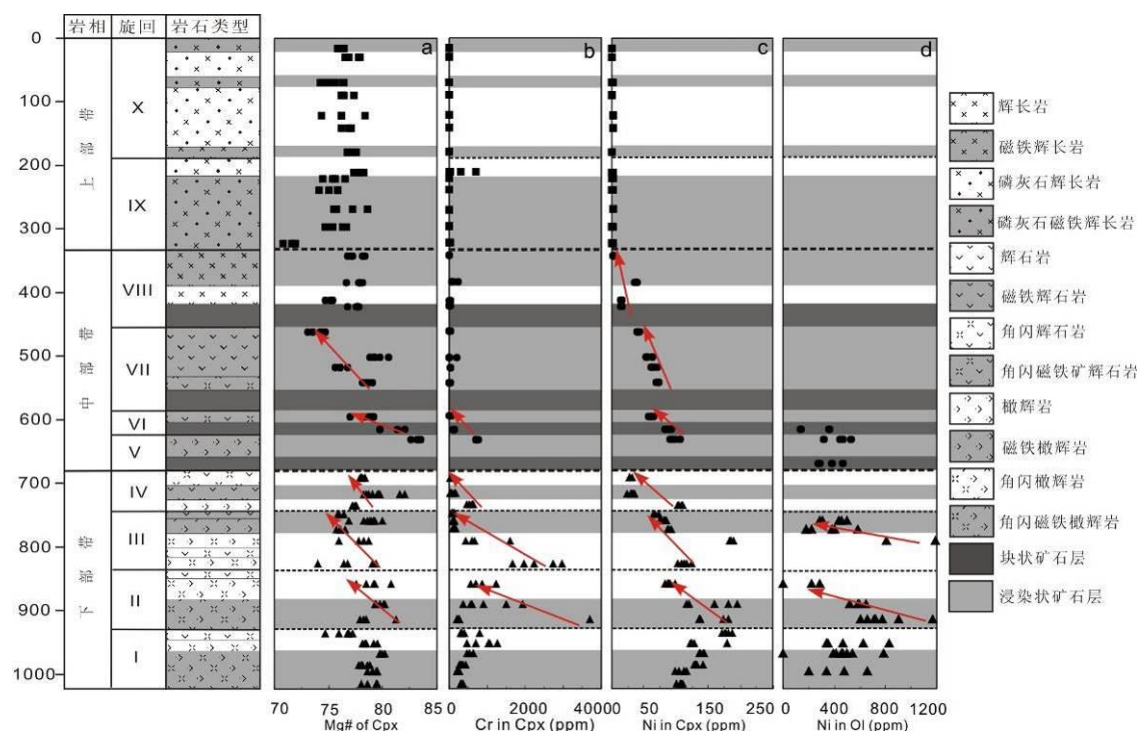 岩相 旋回 岩石类型
a b c d
0
100
200
300
400
500
600
700
800
900
1000
上部带
中部带
下部带
X
IX
VIII
VII
VI
V
IV
III
II
I
70 75 80 85
Mg# of Cpx
0 2000 4000
Cr in Cpx (ppm)
0 50 150 250
Ni in Cpx (ppm)
0 400 800 1200
Ni in Ol (ppm)
辉长岩
磁铁辉长岩
磷灰石辉长岩
磷灰石磁铁辉长岩
辉石岩
磁铁辉石岩
角闪辉石岩
角闪磁铁矿辉石岩
橄辉岩
磁铁橄辉岩
角闪橄辉岩
角闪磁铁橄辉岩
块状矿石层
浸染状矿石层